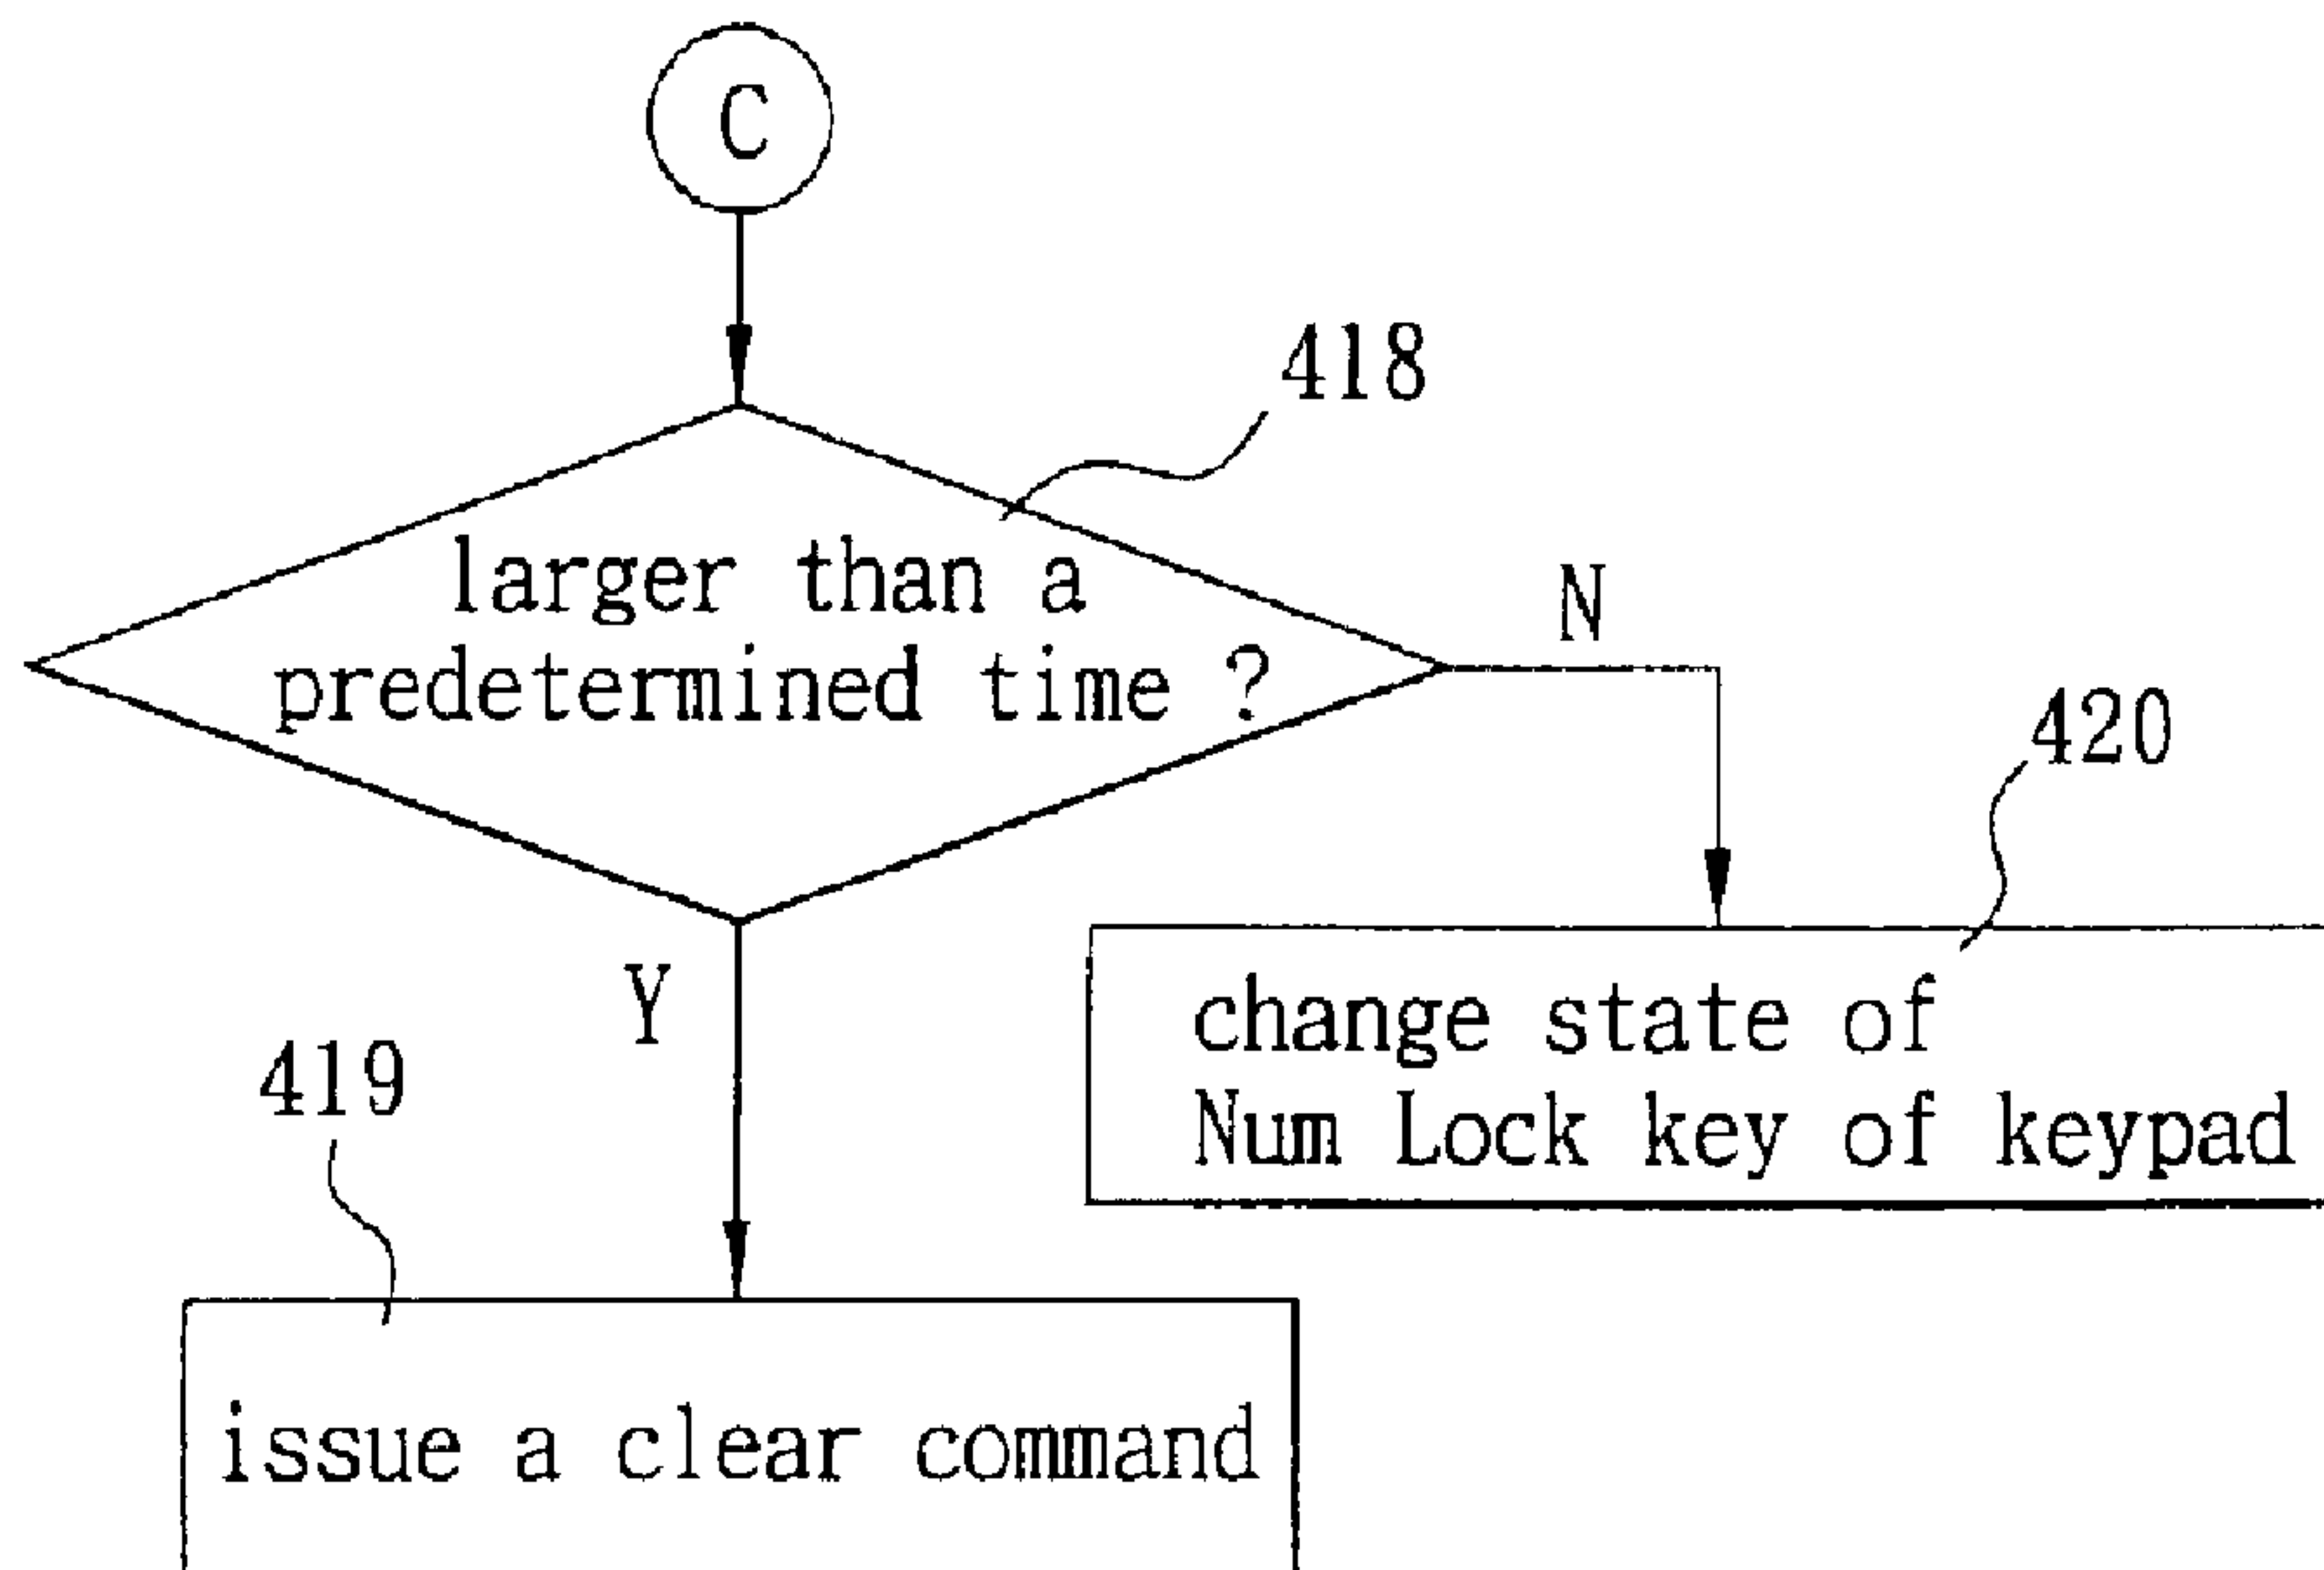 C
418
larger than a
predetermined time ?
N
420
Y
change state of
Num Lock key of keypad
419
issue a clear command